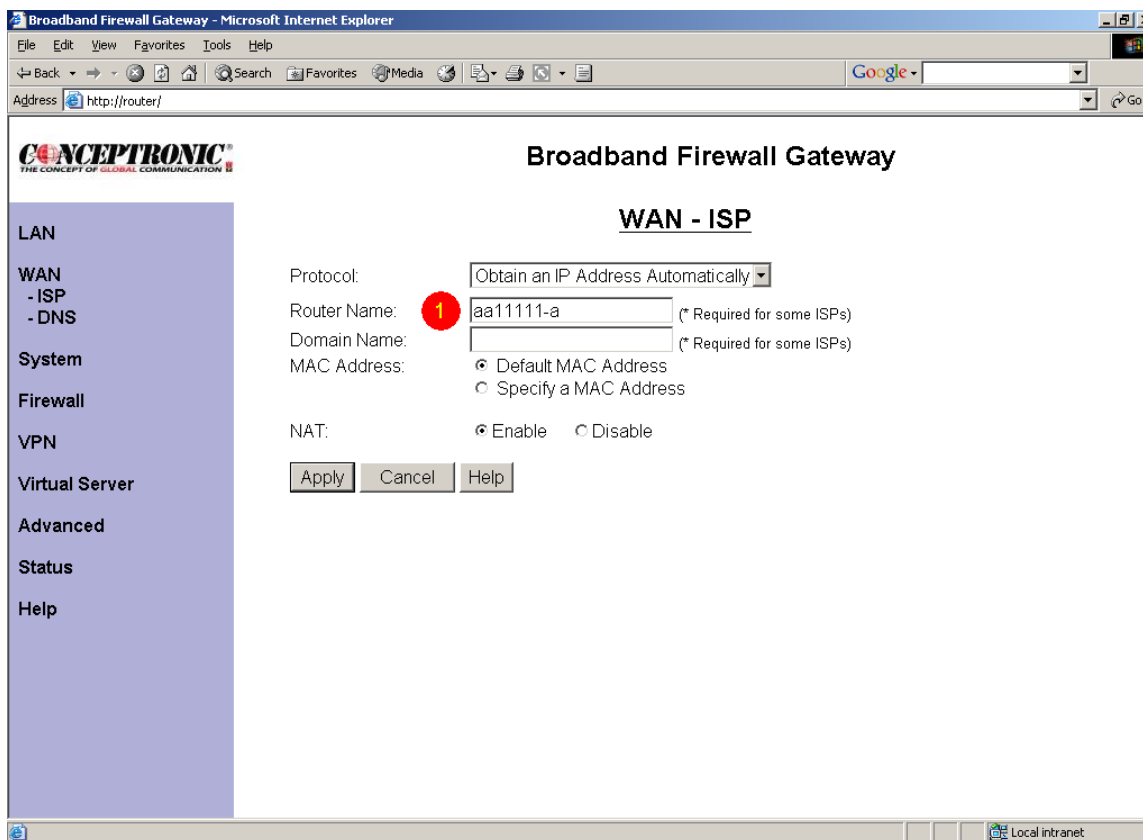 Broadband Firewall Gateway - Microsoft Internet Explorer
File Edit View Favorites Tools Help
Back Search Favorites Media Google
Address http://router/ Go
CONCEPTRONIC®
THE CONCEPT OF GLOBAL COMMUNICATION
Broadband Firewall Gateway
WAN - ISP
LAN
WAN
- ISP
- DNS
System
Firewall
VPN
Virtual Server
Advanced
Status
Help
Protocol: Obtain an IP Address Automatically
Router Name: 1 aa11111-a (* Required for some ISPs)
Domain Name: (* Required for some ISPs)
MAC Address: Default MAC Address
Specify a MAC Address
NAT: Enable Disable
Apply Cancel Help
Local intranet